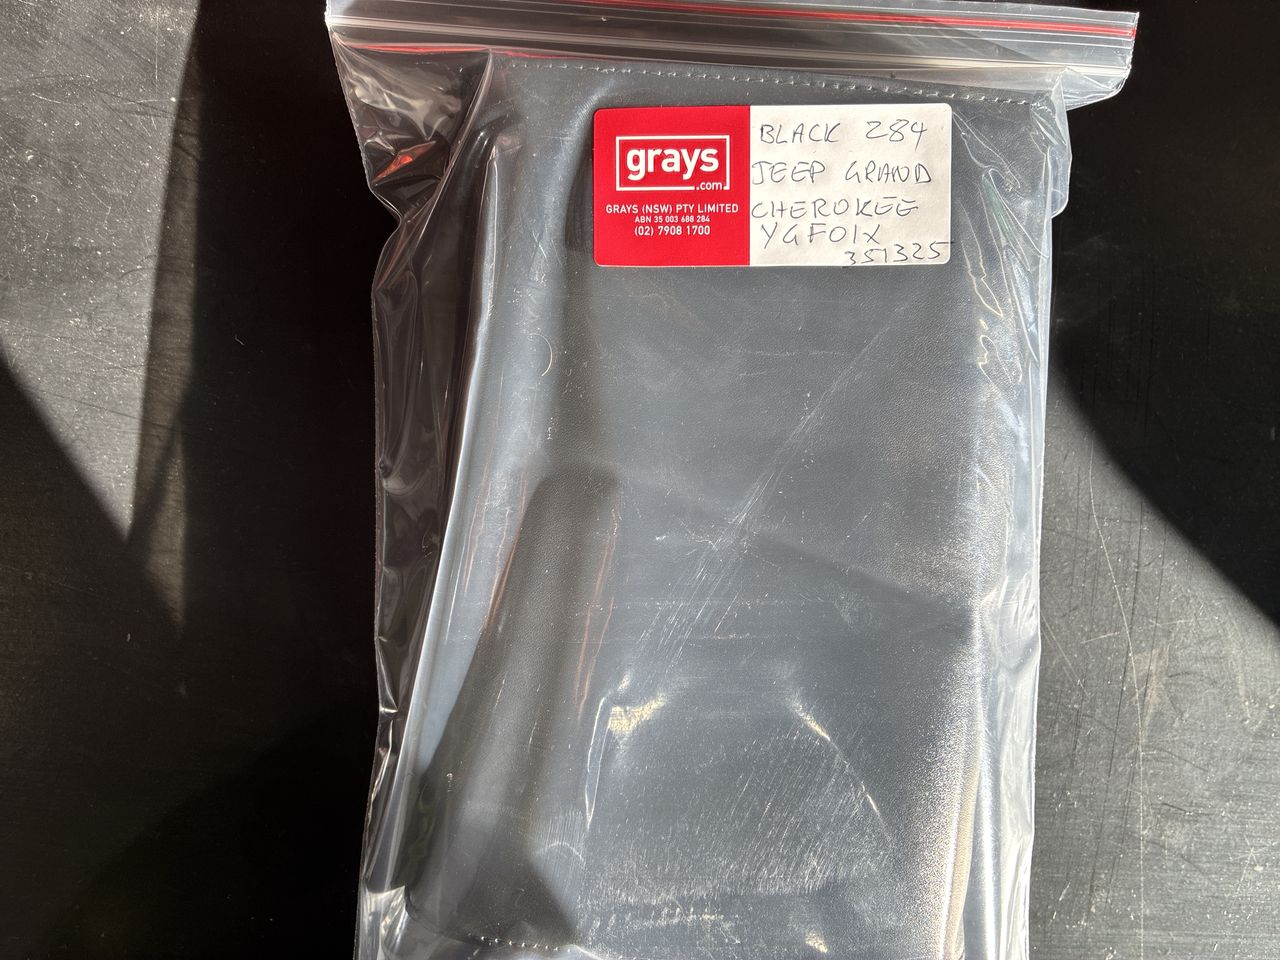 grays
.com
GRAYS (NSW) PTY LIMITED
ABN 35 003 688 284
(02) 7908 1700
BLACK 284
JEEP GRAND
CHEROKEE
YGF01X
351325